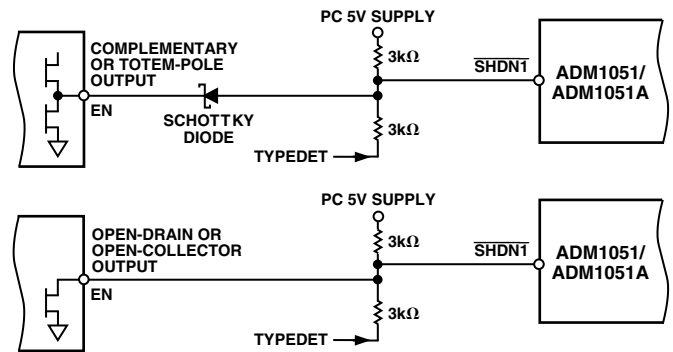 PC 5V SUPPLY
COMPLEMENTARY
OR TOTEM-POLE
OUTPUT
3kΩ
SHDN1
ADM1051/
ADM1051A
EN
SCHOTTKY
DIODE
3kΩ
TYPEDET
PC 5V SUPPLY
OPEN-DRAIN OR
OPEN-COLLECTOR
OUTPUT
3kΩ
SHDN1
ADM1051/
ADM1051A
EN
3kΩ
TYPEDET